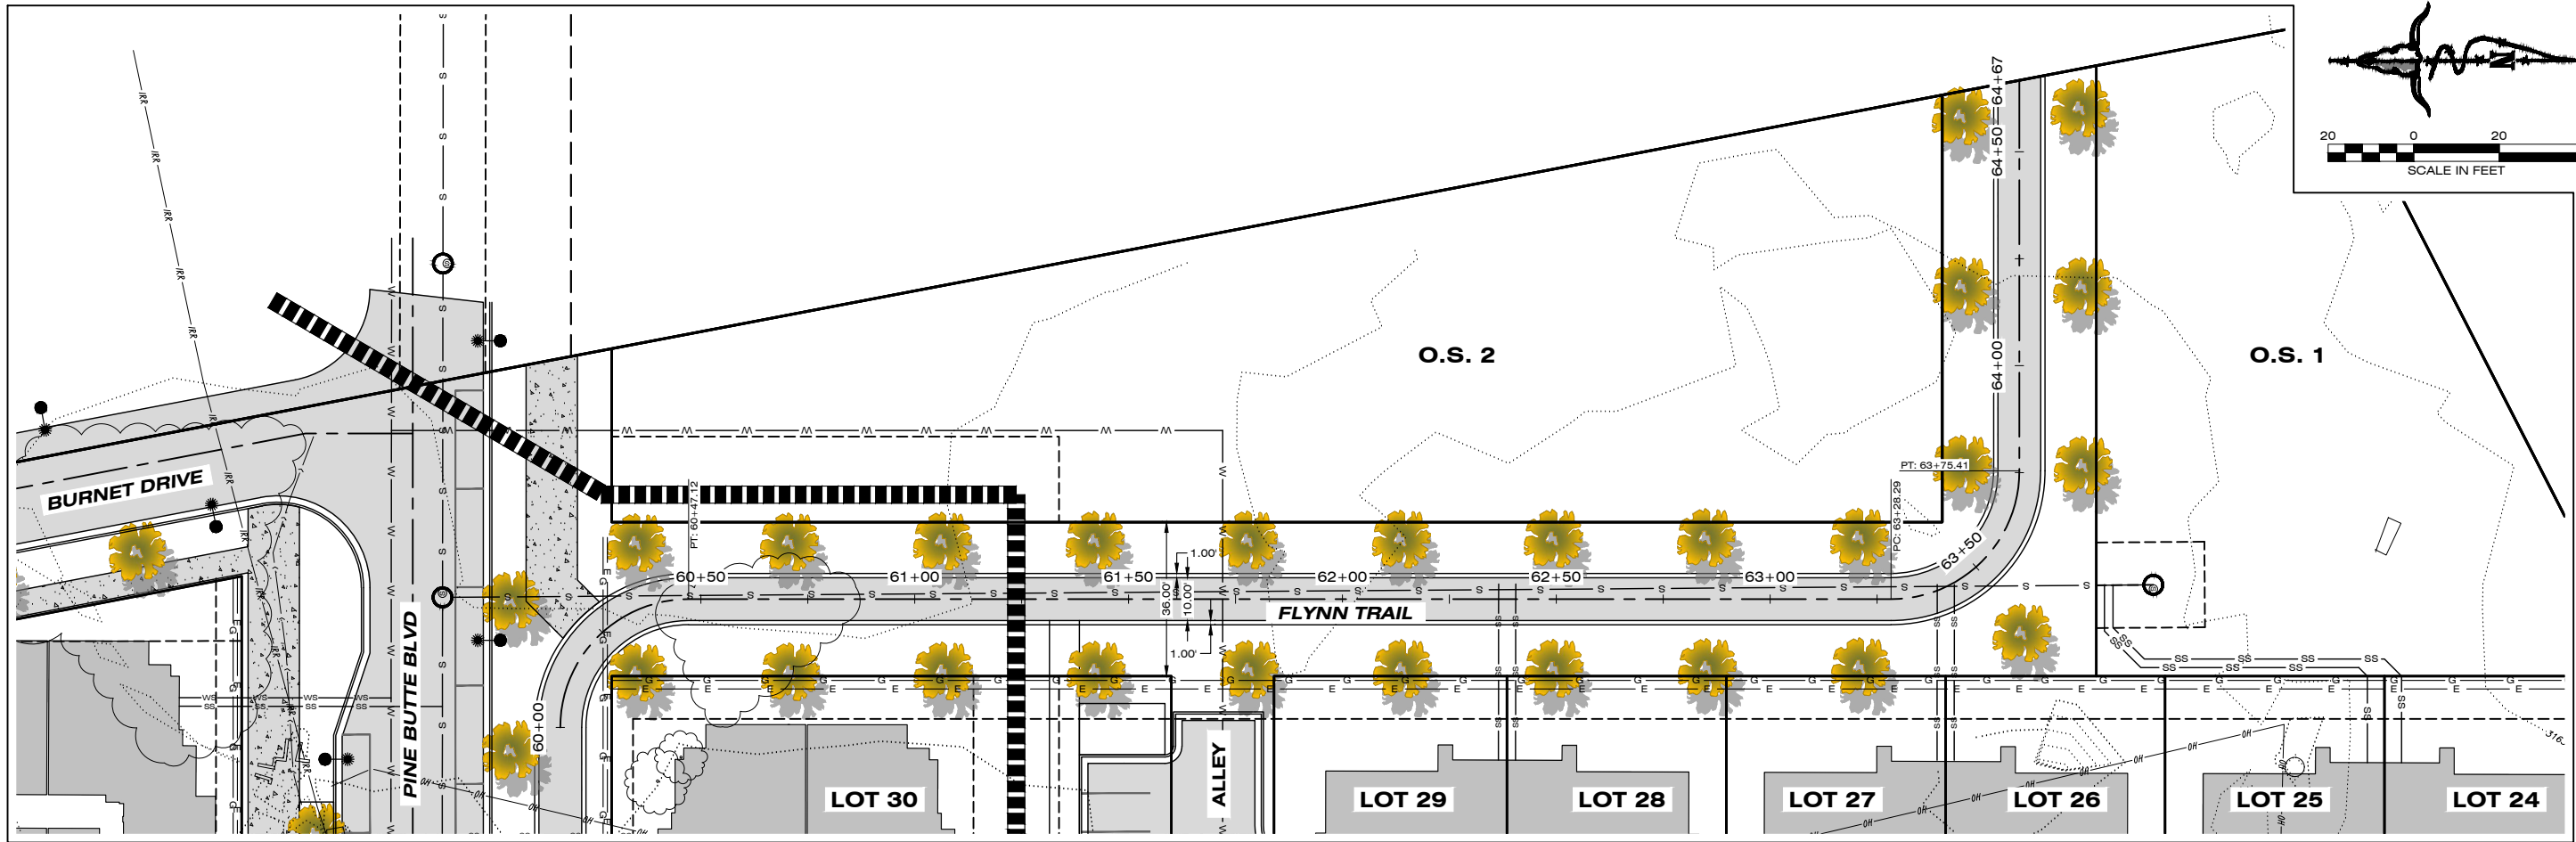 N
20 0 20
SCALE IN FEET
64+67
64+50
64+00
O.S. 2
O.S. 1
BURNET DRIVE
PINE BUTTE BLVD
PT: 60+47.12
PT: 63+75.41
PC: 63+28.29
60+00
60+50
61+00
61+50
62+00
62+50
63+00
63+50
36.00'
10.00'
1.00'
1.00'
FLYNN TRAIL
ALLEY
LOT 30
LOT 29
LOT 28
LOT 27
LOT 26
LOT 25
LOT 24